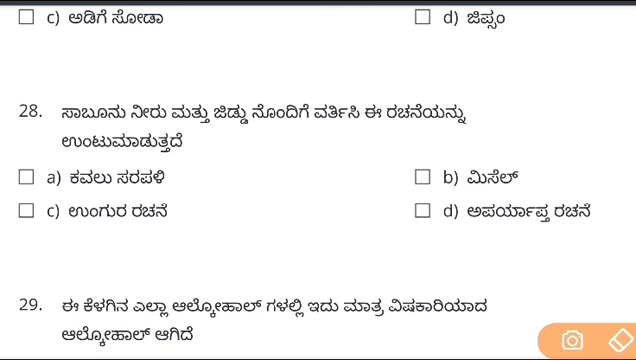 c) ಅಡಿಗೆ ಸೋಡಾ
d) ಜಿಪ್ಸಂ
28. ಸಾಬೂನು ನೀರು ಮತ್ತು ಜಿಡ್ಡು ನೊಂದಿಗೆ ವರ್ತಿಸಿ ಈ ರಚನೆಯನ್ನು
ಉಂಟುಮಾಡುತ್ತದೆ
a) ಕವಲು ಸರಪಳಿ
b) ಮಿಸೆಲ್
c) ಉಂಗುರ ರಚನೆ
d) ಅಪರ್ಯಾಪ್ತ ರಚನೆ
29. ಈ ಕೆಳಗಿನ ಎಲ್ಲಾ ಆಲ್ಕೋಹಾಲ್ ಗಳಲ್ಲಿ ಇದು ಮಾತ್ರ ವಿಷಕಾರಿಯಾದ
ಆಲ್ಕೋಹಾಲ್ ಆಗಿದೆ